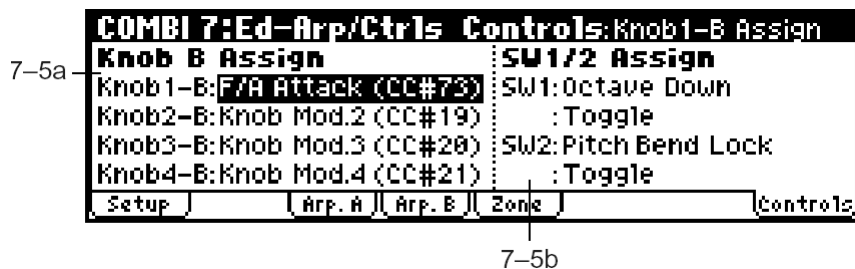 COMBI 7:Ed-Arp/Ctrls Controls:Knob1-B Assign
7–5a
Knob B Assign
Knob1-B:F/A Attack (CC#73)
Knob2-B:Knob Mod.2 (CC#19)
Knob3-B:Knob Mod.3 (CC#20)
Knob4-B:Knob Mod.4 (CC#21)
SW1/2 Assign
SW1:Octave Down
:Toggle
SW2:Pitch Bend Lock
:Toggle
Setup Arp. A Arp. B Zone Controls
7–5b